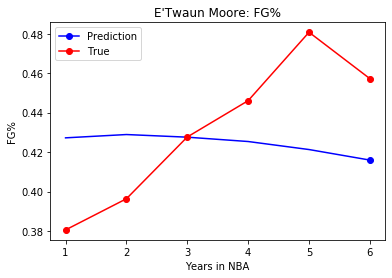 E'Twaun Moore: FG%
Prediction
True
FG%
0.48
0.46
0.44
0.42
0.40
0.38
1 2 3 4 5 6
Years in NBA